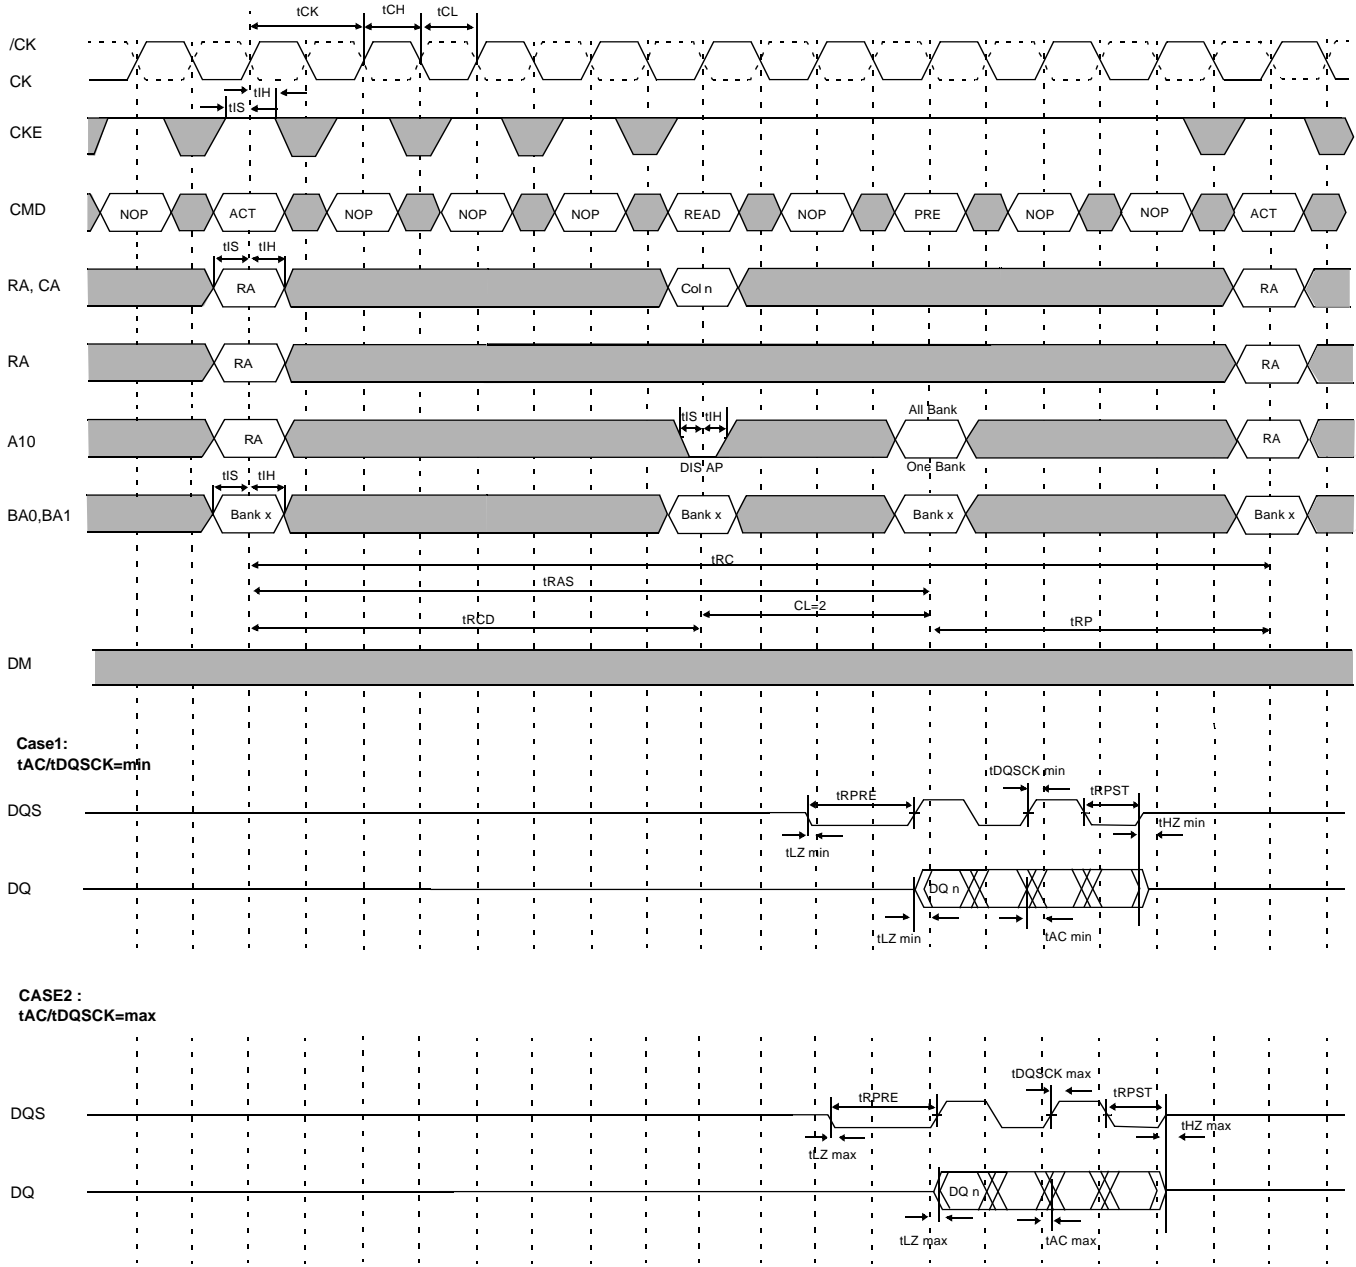 tCK tCH tCL
/CK
CK
tIH
tIS
CKE
CMD NOP ACT NOP NOP NOP READ NOP PRE NOP NOP ACT
tIS tIH
RA, CA RA Col n RA
RA RA RA
tIS tIH All Bank
A10 RA RA
DIS AP One Bank
tIS tIH
BA0,BA1 Bank x Bank x Bank x Bank x
tRC
tRAS
CL=2
tRCD tRP
DM
Case1:
tAC/tDQSCK=min
tDQSCK min
tRPRE tRPST
DQS
tHZ min
tLZ min
DQ DQ n
tLZ min tAC min
CASE2 :
tAC/tDQSCK=max
tDQSCK max
tRPRE tRPST
DQS
tHZ max
tLZ max
DQ DQ n
tLZ max tAC max